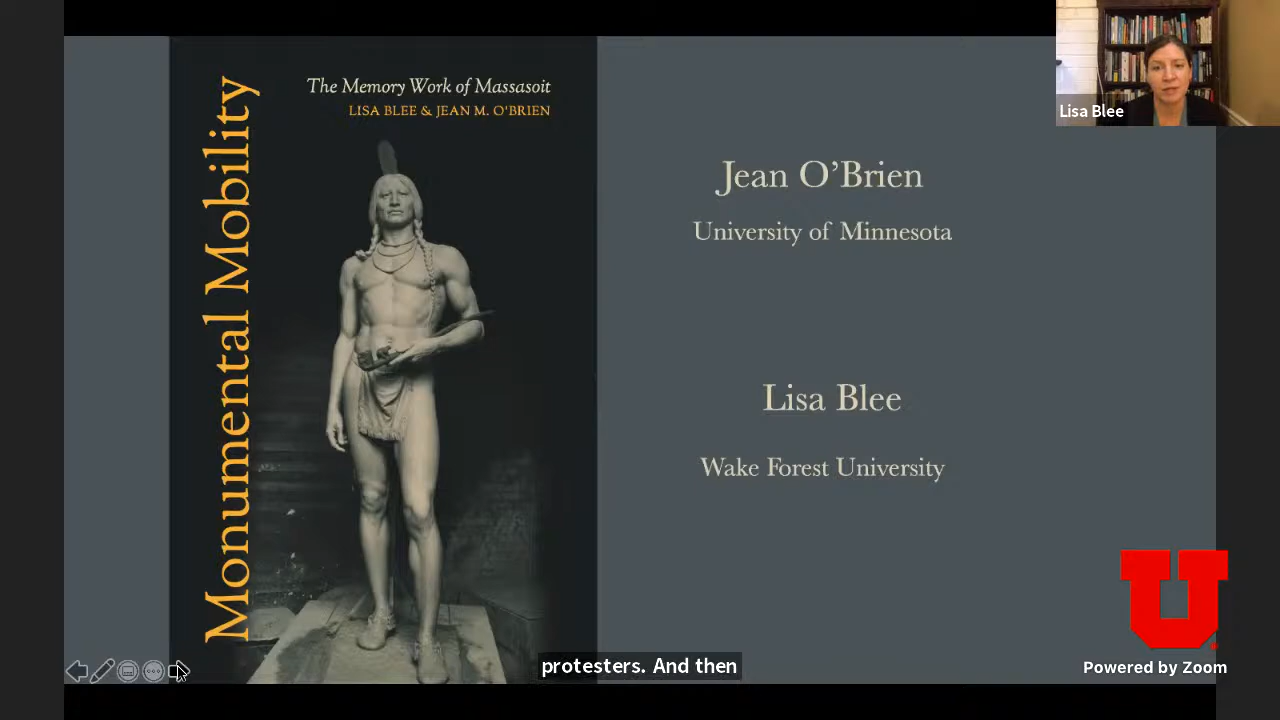 Monumental Mobility
The Memory Work of Massasoit
LISA BLEE & JEAN M. O'BRIEN
Jean O'Brien
University of Minnesota
Lisa Blee
Wake Forest University
Lisa Blee
U
Powered by Zoom
protesters. And then